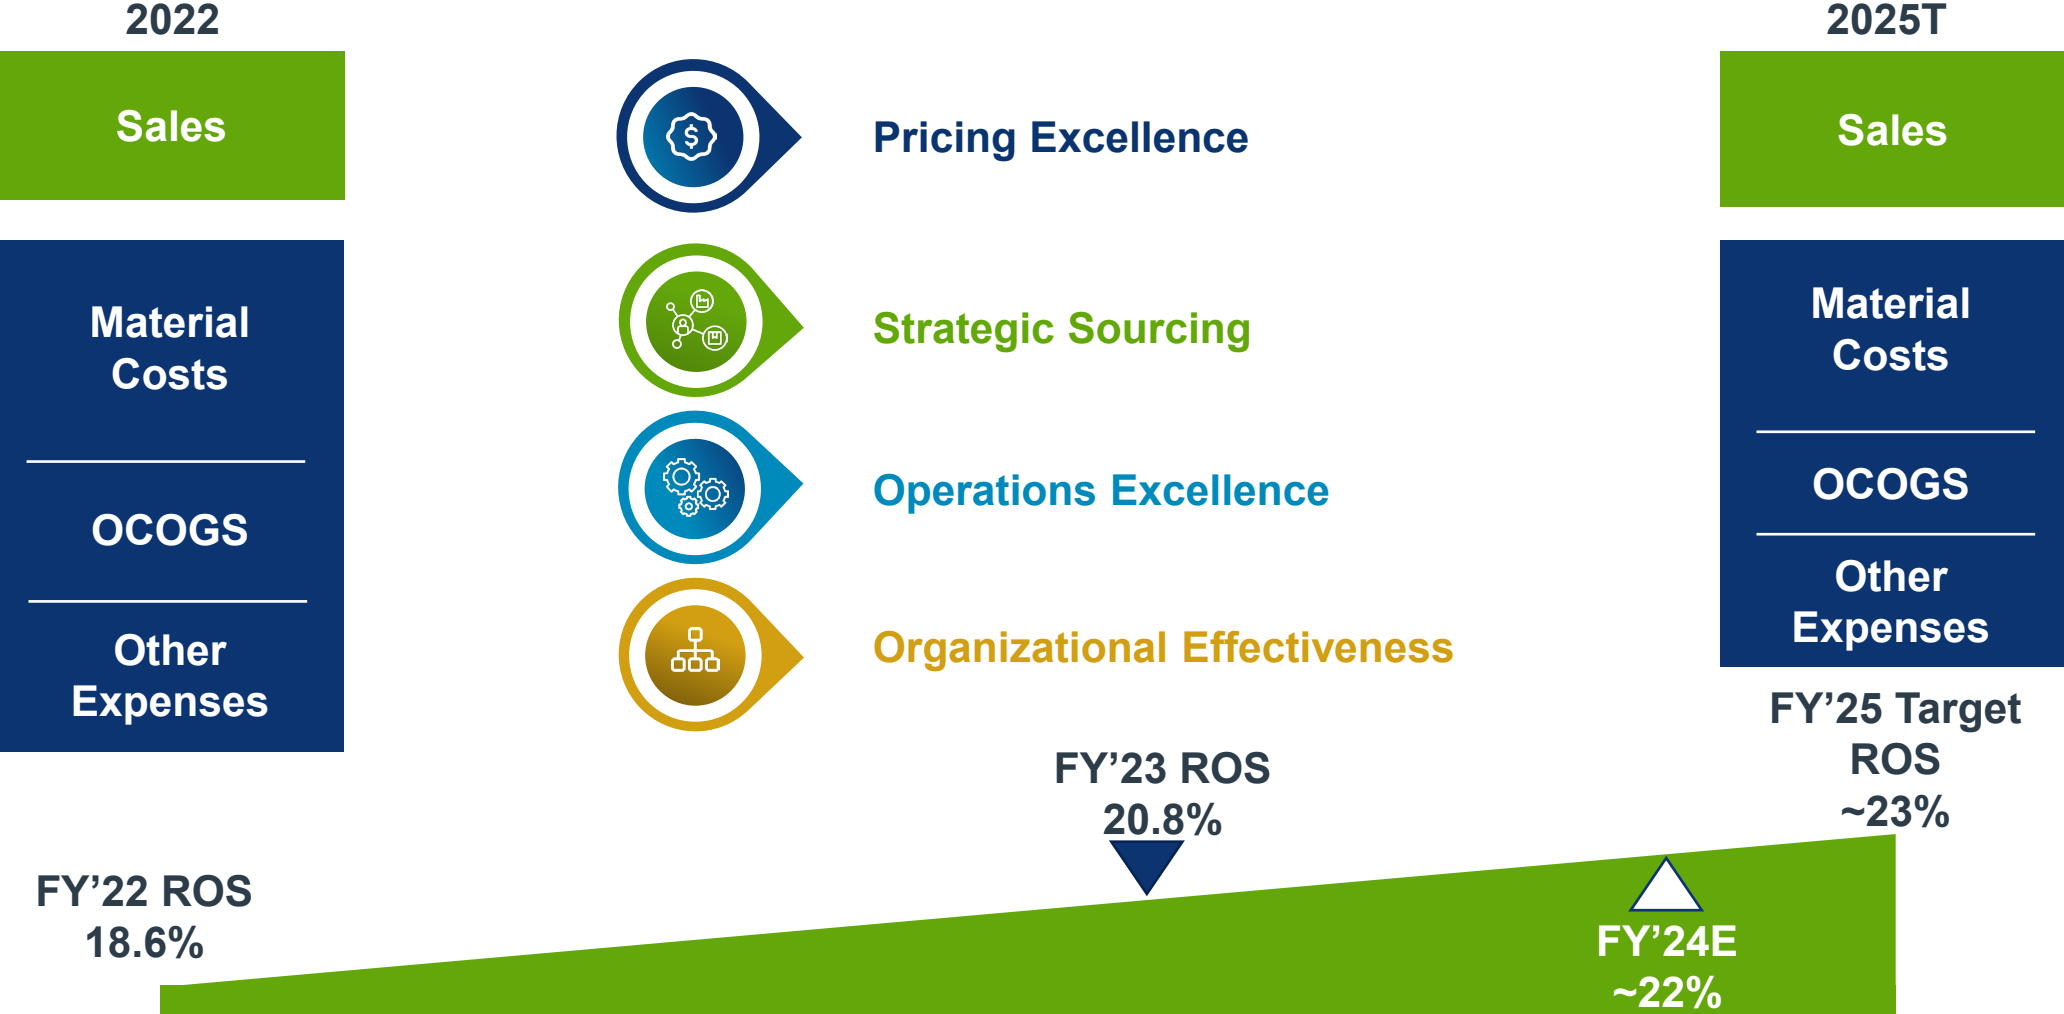 2022
Sales
Material
Costs
OCOGS
Other
Expenses
$
Pricing Excellence
Strategic Sourcing
Operations Excellence
Organizational Effectiveness
2025T
Sales
Material
Costs
OCOGS
Other
Expenses
FY’22 ROS
18.6%
FY’23 ROS
20.8%
FY’24E
~22%
FY’25 Target
ROS
~23%